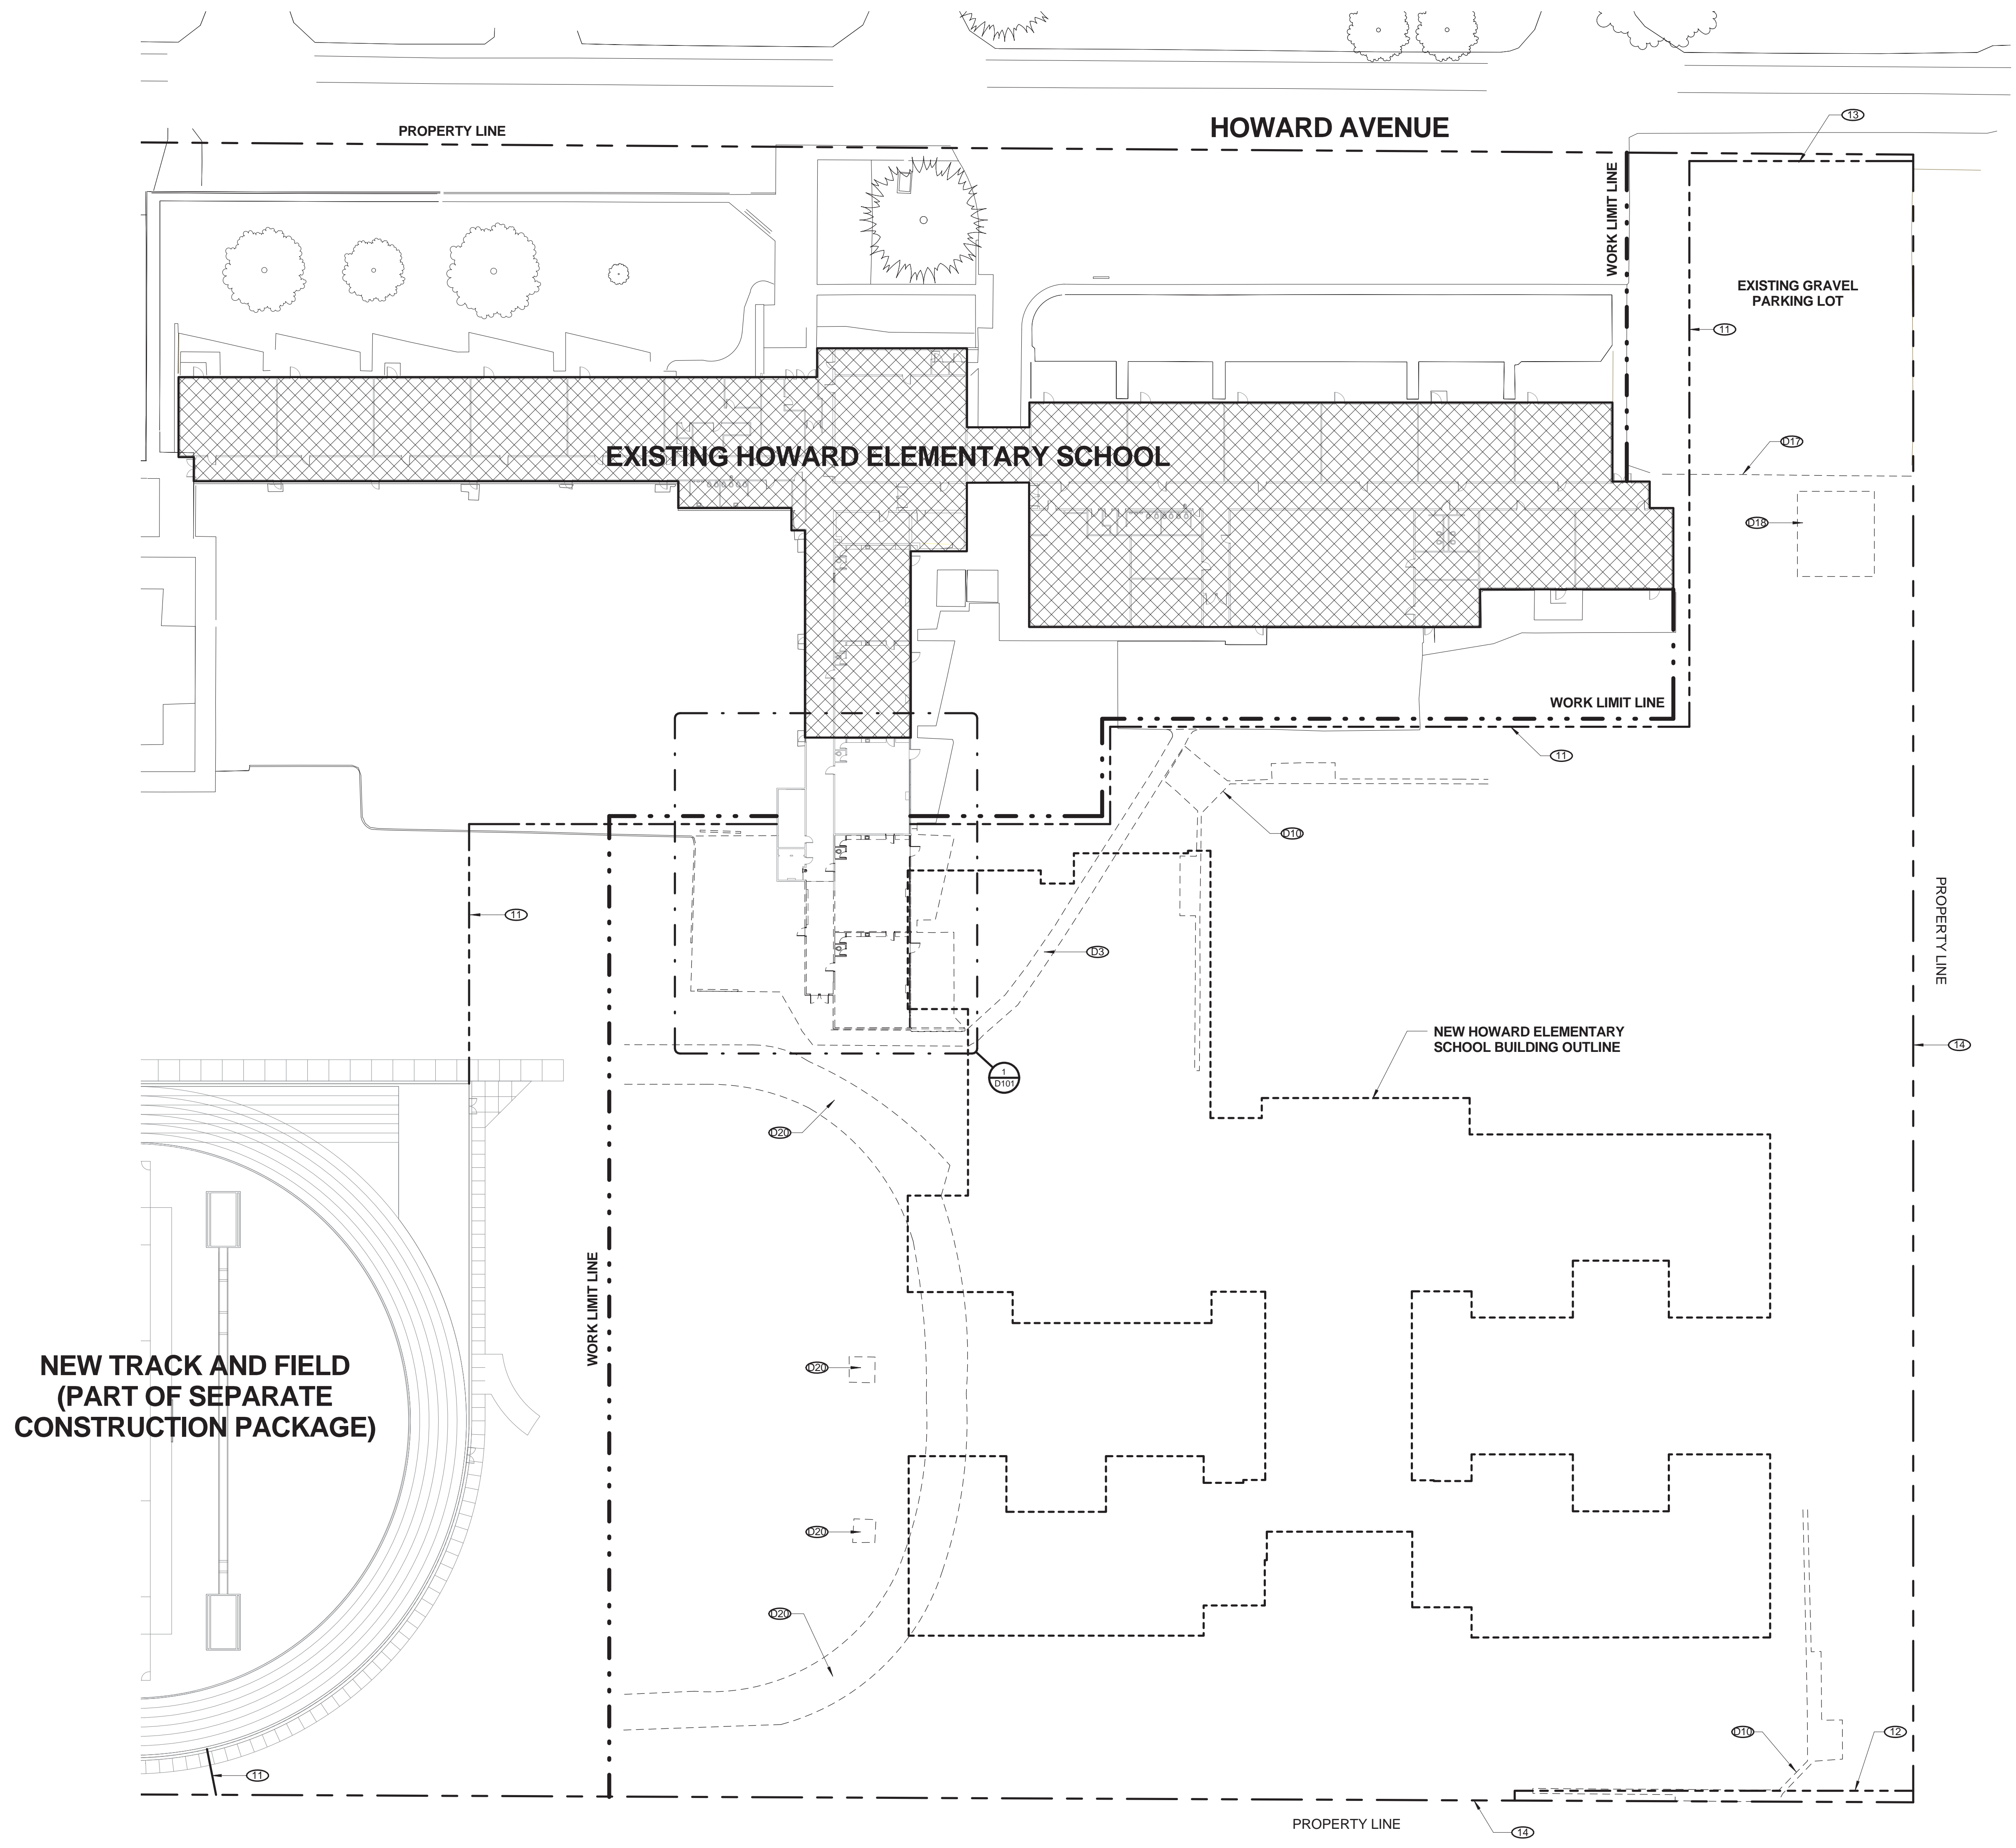 HOWARD AVENUE
PROPERTY LINE
13
WORK LIMIT LINE
EXISTING GRAVEL
PARKING LOT
11
D17
EXISTING HOWARD ELEMENTARY SCHOOL
D18
WORK LIMIT LINE
11
D10
11
D3
PROPERTY LINE
NEW HOWARD ELEMENTARY
SCHOOL BUILDING OUTLINE
14
1
D101
D20
WORK LIMIT LINE
NEW TRACK AND FIELD
(PART OF SEPARATE
CONSTRUCTION PACKAGE)
D20
D20
D20
D10
12
11
PROPERTY LINE
14